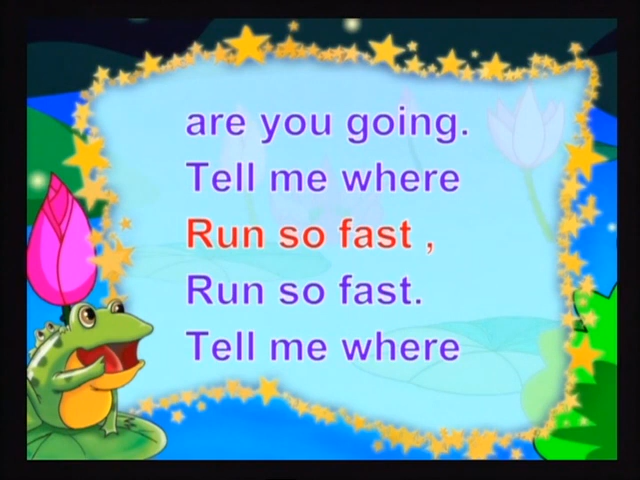 are you going.
Tell me where
Run so fast ,
Run so fast.
Tell me where